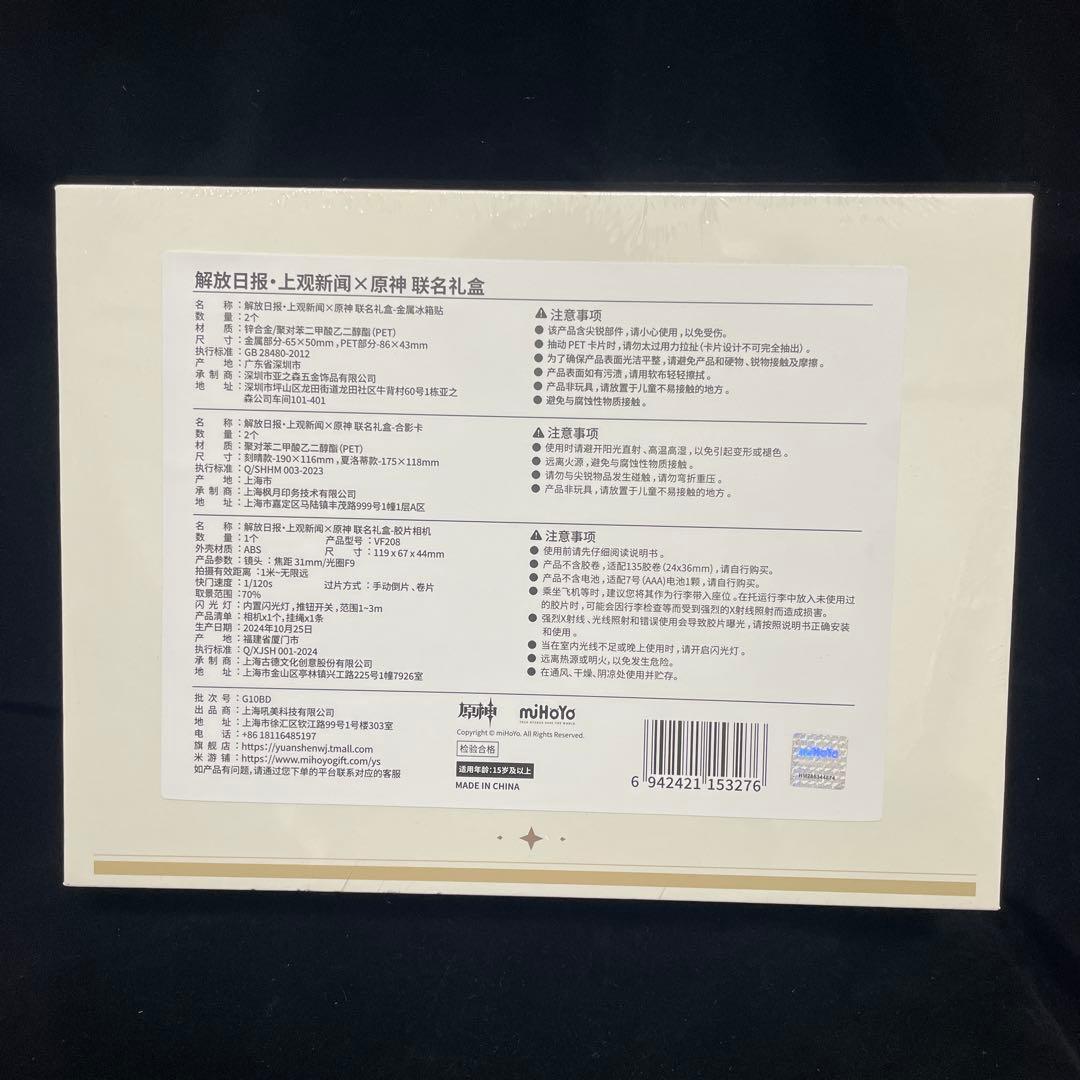 解放日报·上观新闻×原神 联名礼盒
名 称：解放日报·上观新闻×原神 联名礼盒-金属冰箱贴
数 量：2个
材 质：锌合金/聚对苯二甲酸乙二醇酯(PET)
尺 寸：金属部分-65×50mm，PET部分-86×43mm
执行标准：GB 28480-2012
产 地：广东省深圳市
承 制 商：深圳市亚之森五金饰品有限公司
地 址：深圳市坪山区龙田街道龙田社区牛背村60号1栋亚之
森公司车间101-401
注意事项
● 该产品含尖锐部件，请小心使用，以免受伤。
● 抽动 PET 卡片时，请勿太过用力拉扯（卡片设计不可完全抽出）。
● 为了确保产品表面光洁平整，请避免产品和硬物、锐物接触及摩擦。
● 产品表面如有污渍，请用软布轻轻擦拭。
● 产品非玩具，请放置于儿童不易接触的地方。
● 避免与腐蚀性物质接触。
名 称：解放日报·上观新闻×原神 联名礼盒-合影卡
数 量：2个
材 质：聚对苯二甲酸乙二醇酯(PET)
尺 寸：刻晴款-190×116mm，夏洛蒂款-175×118mm
执行标准：Q/SHHM 003-2023
产 地：上海市
承 制 商：上海枫月印务技术有限公司
地 址：上海市嘉定区马陆镇丰茂路999号1幢1层A区
注意事项
● 使用时请避开阳光直射、高温高湿，以免引起变形或褪色。
● 远离火源，避免与腐蚀性物质接触。
● 请勿与尖锐物品发生碰触，请勿弯折重压。
● 产品非玩具，请放置于儿童不易接触的地方。
名 称：解放日报·上观新闻×原神 联名礼盒-胶片相机
数 量：1个 产品型号：VF208
外壳材质：ABS 尺 寸：119 x 67 x 44mm
产品参数：镜头：焦距 31mm/光圈F9
拍摄有效距离：1米~无限远
快门速度：1/120s 过片方式：手动倒片、卷片
取景范围：70%
闪 光 灯：内置闪光灯，推钮开关，范围1~3m
产品清单：相机x1个，挂绳x1条
生产日期：2024年10月25日
产 地：福建省厦门市
执行标准：Q/XJSH 001-2024
承 制 商：上海古德文化创意股份有限公司
地 址：上海市金山区亭林镇兴工路225号1幢7926室
注意事项
● 使用前请先仔细阅读说明书。
● 产品不含胶卷，适配135胶卷 (24x36mm)，请自行购买。
● 产品不含电池，适配7号 (AAA)电池1颗，请自行购买。
● 乘坐飞机等时，建议您将其作为行李带入座位。在托运行李中放入未使用过
的胶片时，可能会因行李检查等而受到强烈的X射线照射而造成损害。
● 强烈X射线、光线照射和错误使用会导致胶片曝光，请按照说明书正确安装
和使用。
● 当在室内光线不足或晚上使用时，请开启闪光灯。
● 远离热源或明火，以免发生危险。
● 在通风、干燥、阴凉处使用并贮存。
批 次 号：G10BD
出 品 商：上海吼美科技有限公司
地 址：上海市徐汇区钦江路99号1号楼303室
电 话：+86 18116485197
旗 舰 店：https://yuanshenwj.tmall.com
米 游 铺：https://www.mihoyogift.com/ys
如产品有问题，请通过您下单的平台联系对应的客服
原神 miHoYo
TECH OTAKUS SAVE THE WORLD
Copyright © miHoYo. All Rights Reserved.
检验合格
适用年龄：15岁及以上
MADE IN CHINA
6 942421 153276
miHoYo